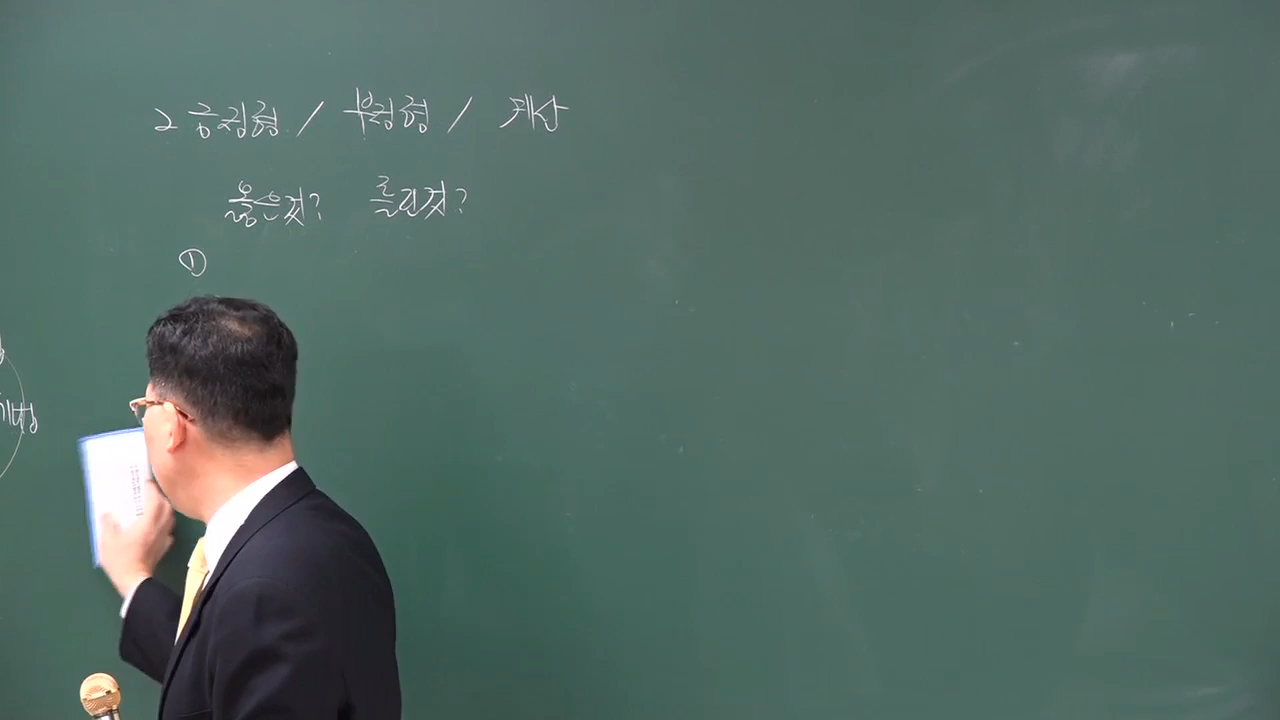 2 긍정형 / 부정형 / 계산
옳은것? 틀린것?
①